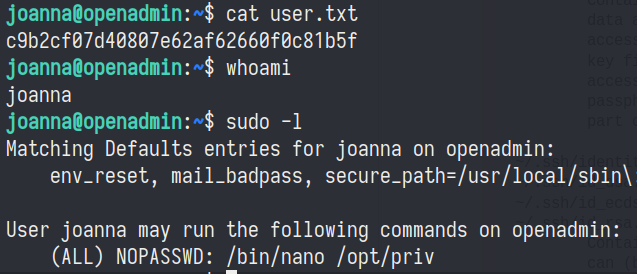 joanna@openadmin:~$ cat user.txt
c9b2cf07d40807e62af62660f0c81b5f
joanna@openadmin:~$ whoami
joanna
joanna@openadmin:~$ sudo -l
Matching Defaults entries for joanna on openadmin:
    env_reset, mail_badpass, secure_path=/usr/local/sbin\
User joanna may run the following commands on openadmin:
    (ALL) NOPASSWD: /bin/nano /opt/priv